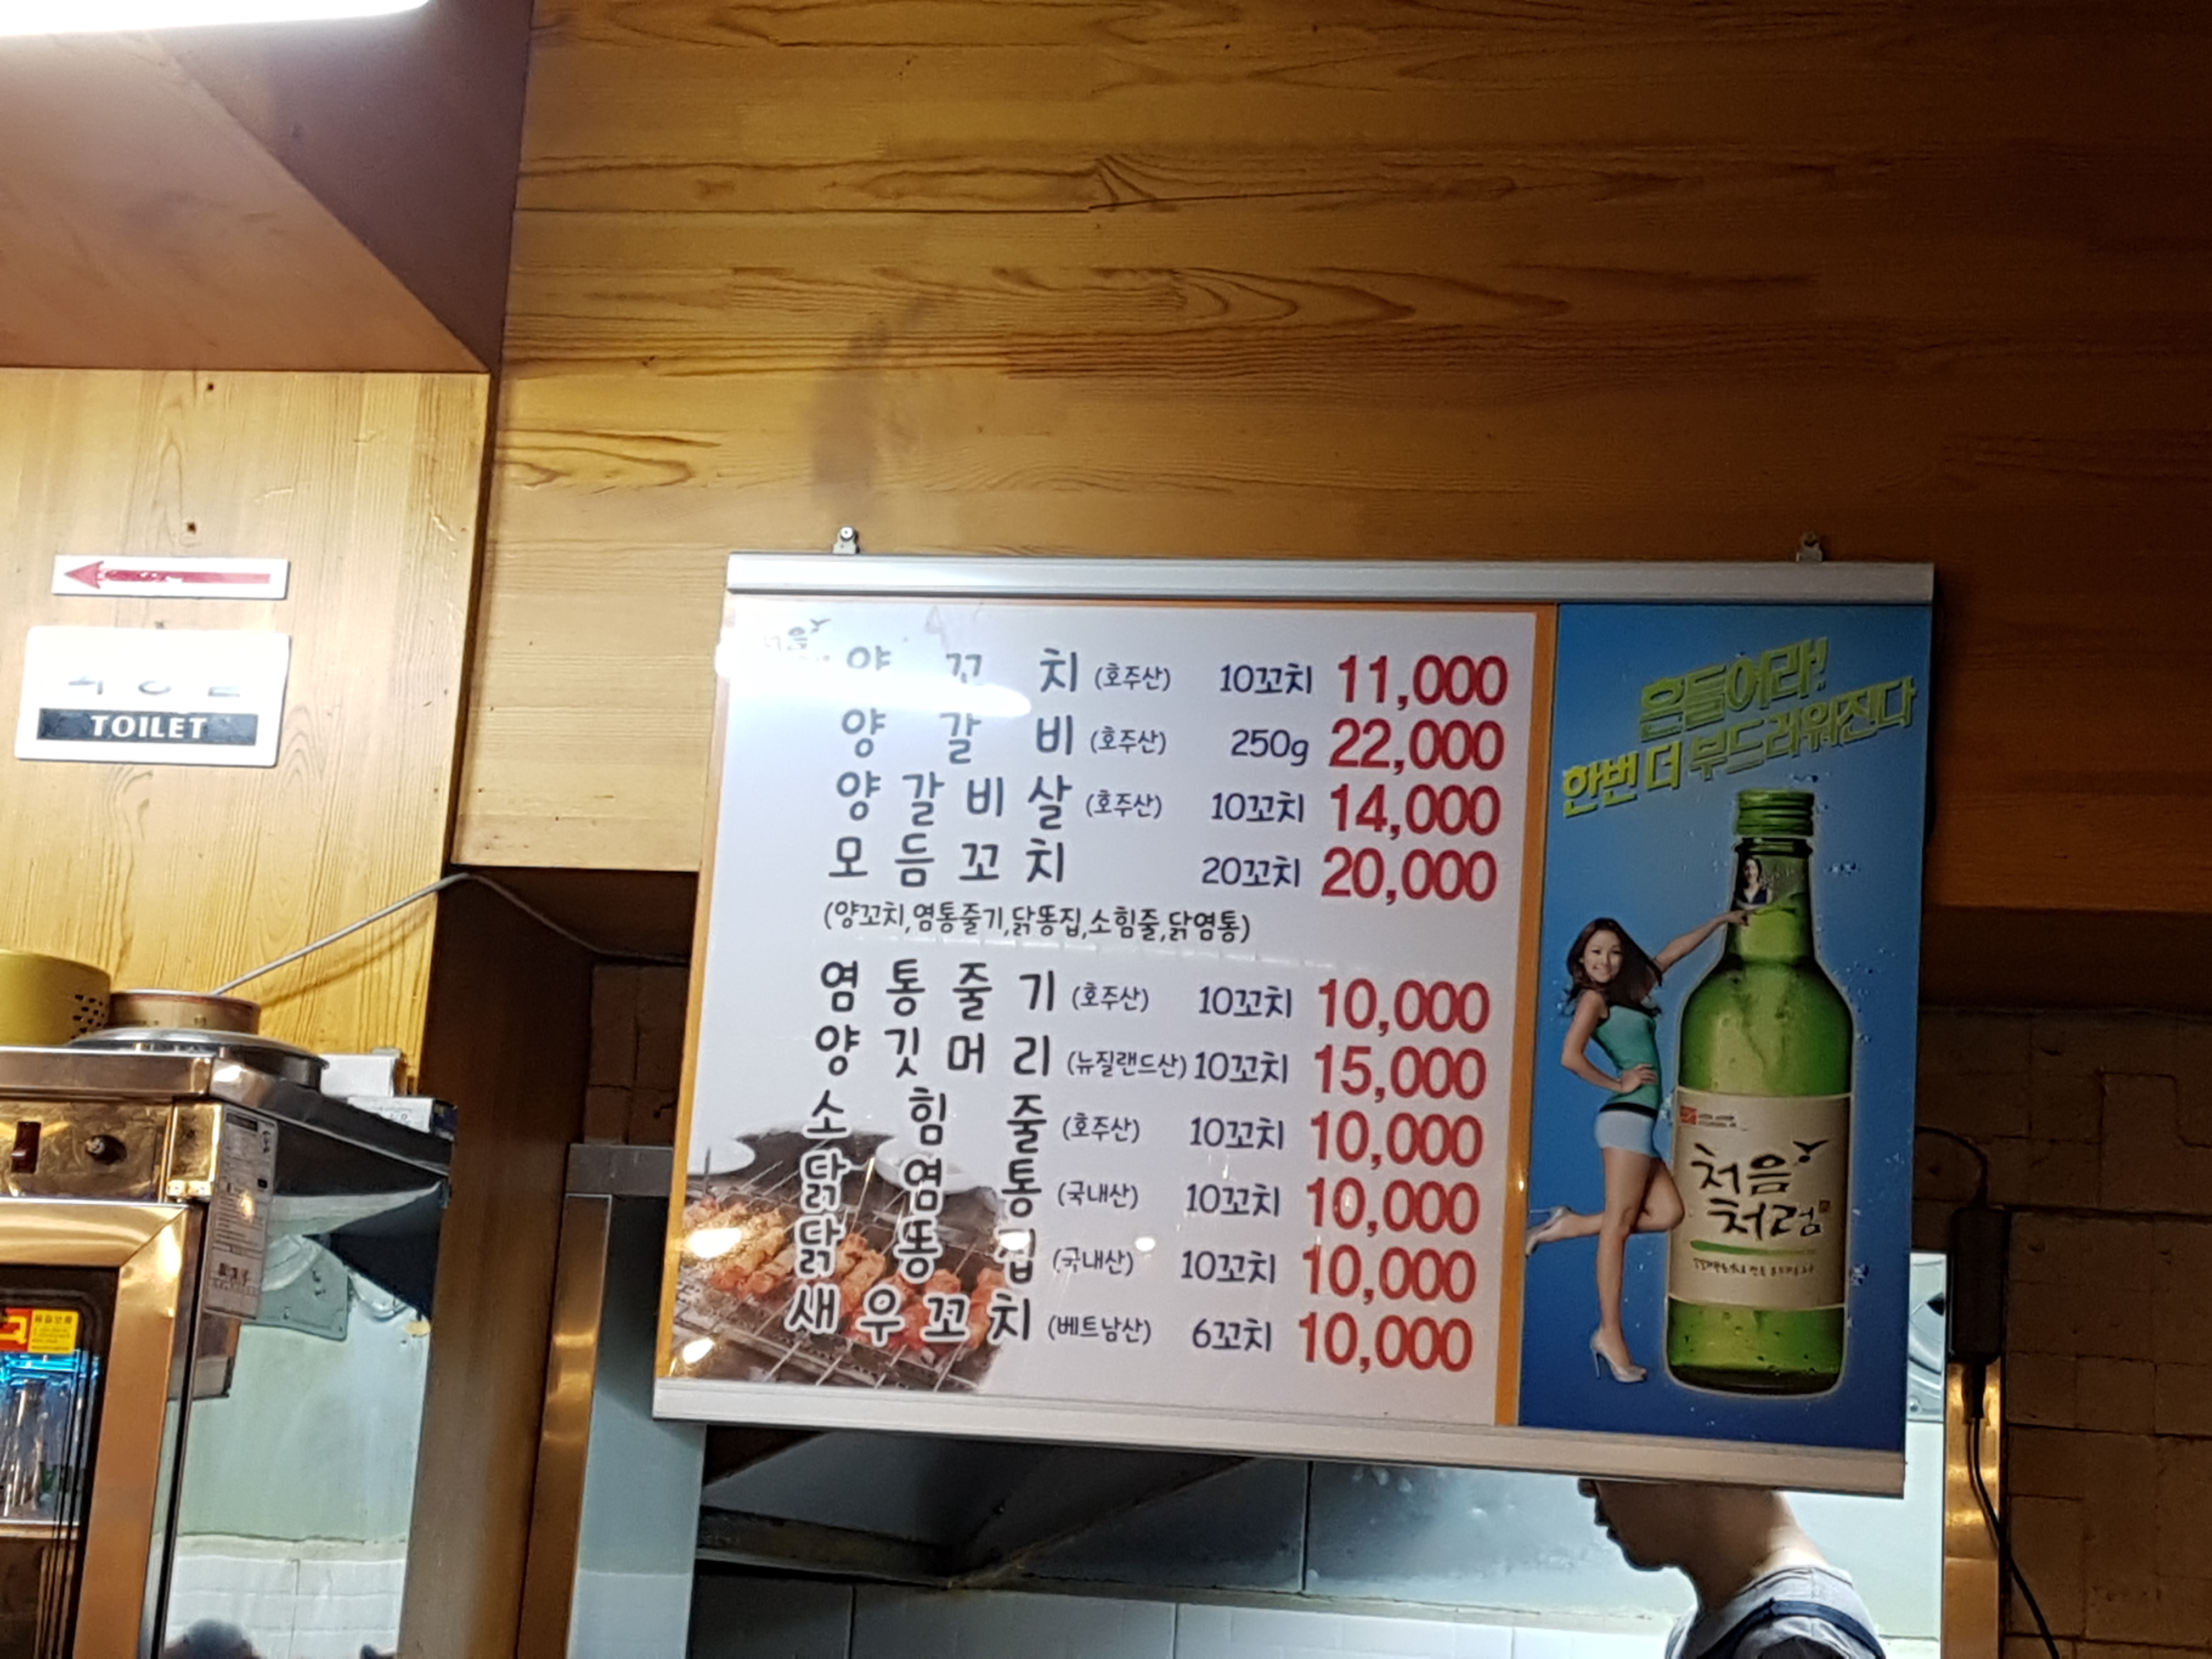 TOILET
양꼬치 (호주산) 10꼬치 11,000
양갈비 (호주산) 250g 22,000
양갈비살 (호주산) 10꼬치 14,000
모듬꼬치 20꼬치 20,000
(양꼬치,염통줄기,닭똥집,소힘줄,닭염통)
염통줄기 (호주산) 10꼬치 10,000
양깃머리 (뉴질랜드산) 10꼬치 15,000
소힘줄 (호주산) 10꼬치 10,000
닭염통 (국내산) 10꼬치 10,000
닭똥집 (국내산) 10꼬치 10,000
새우꼬치 (베트남산) 6꼬치 10,000
흔들어라!
한번 더 부드러워진다
처음
처럼